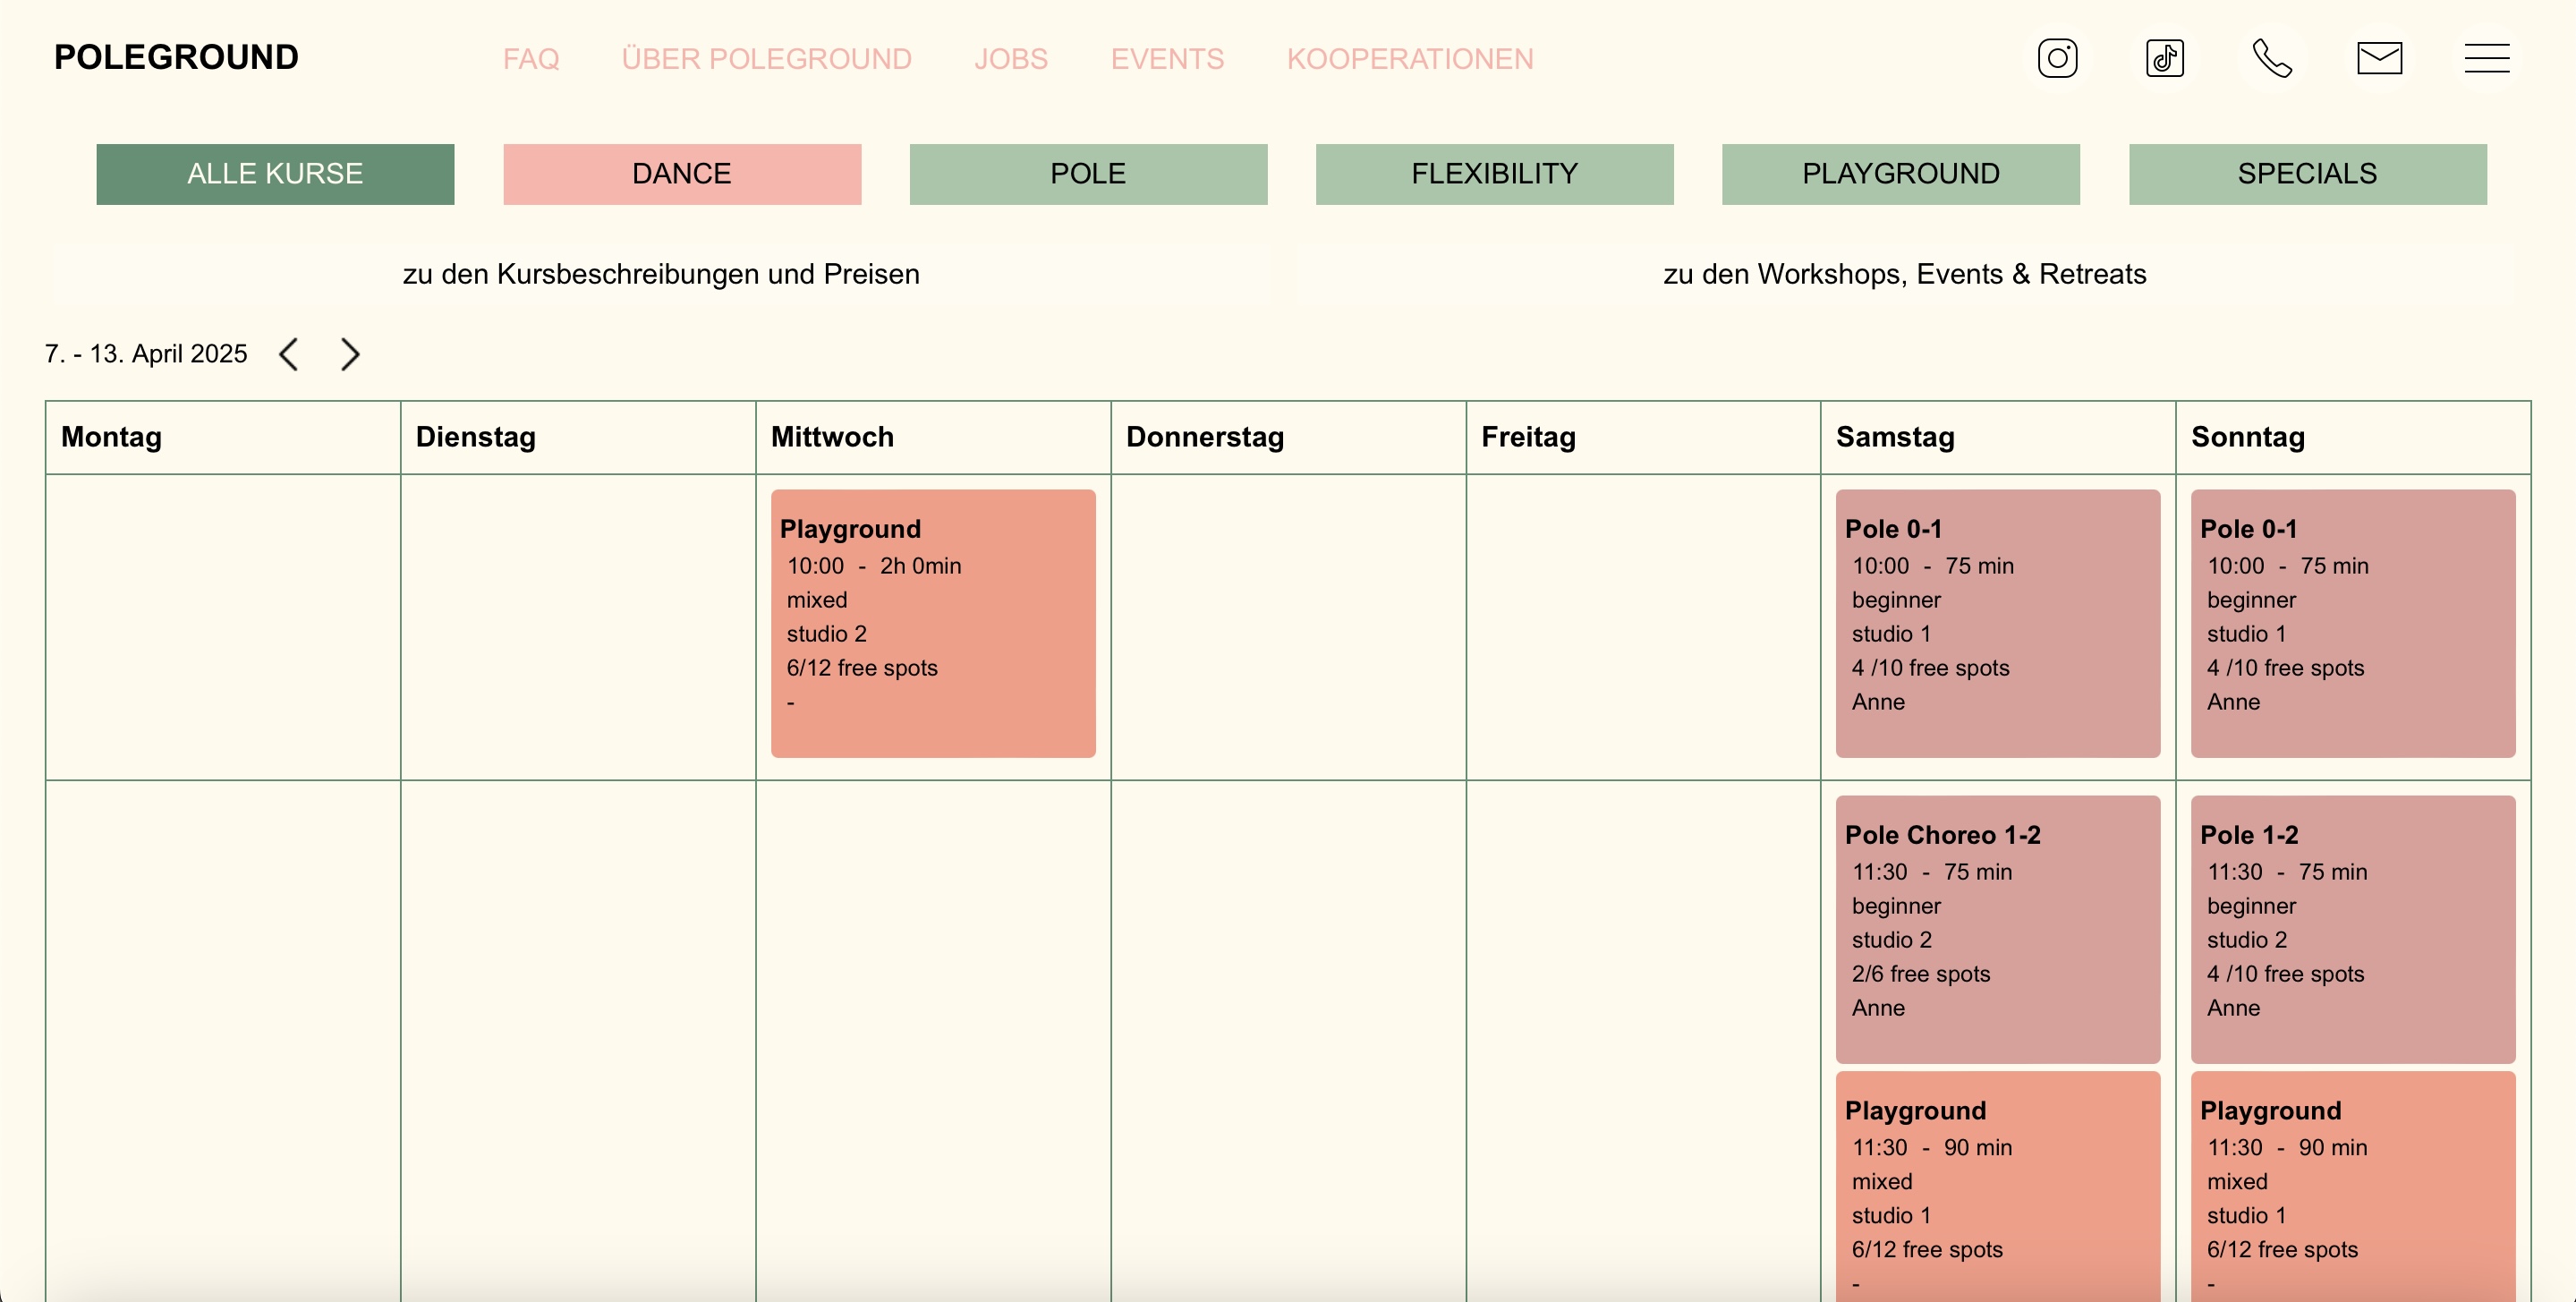 POLEGROUND
FAQ ÜBER POLEGROUND JOBS EVENTS KOOPERATIONEN
ALLE KURSE DANCE POLE FLEXIBILITY PLAYGROUND SPECIALS
zu den Kursbeschreibungen und Preisen
zu den Workshops, Events & Retreats
7. - 13. April 2025
Montag Dienstag Mittwoch Donnerstag Freitag Samstag Sonntag
Playground
10:00 - 2h 0min
mixed
studio 2
6/12 free spots
-
Pole 0-1
10:00 - 75 min
beginner
studio 1
4 /10 free spots
Anne
Pole 0-1
10:00 - 75 min
beginner
studio 1
4 /10 free spots
Anne
Pole Choreo 1-2
11:30 - 75 min
beginner
studio 2
2/6 free spots
Anne
Pole 1-2
11:30 - 75 min
beginner
studio 2
4 /10 free spots
Anne
Playground
11:30 - 90 min
mixed
studio 1
6/12 free spots
-
Playground
11:30 - 90 min
mixed
studio 1
6/12 free spots
-